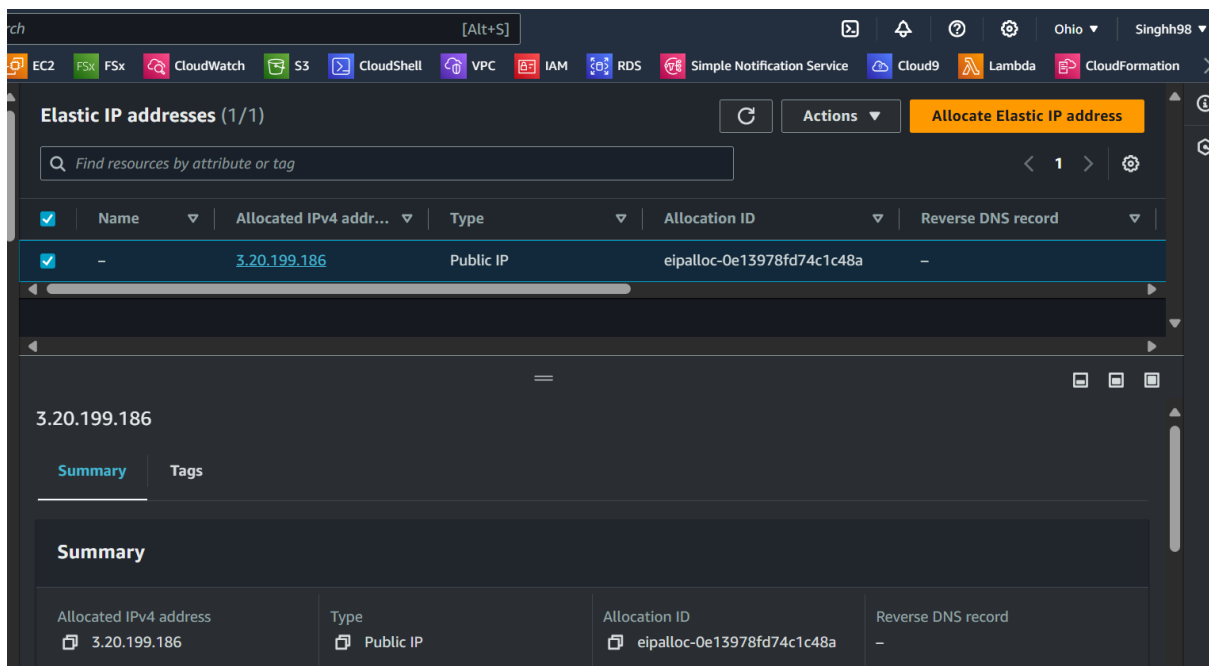 rch [Alt+S] Ohio Singhh98
EC2 FSx FSx CloudWatch S3 CloudShell VPC IAM RDS Simple Notification Service Cloud9 Lambda CloudFormation
Elastic IP addresses (1/1) Actions Allocate Elastic IP address
Find resources by attribute or tag 1
Name Allocated IPv4 addr... Type Allocation ID Reverse DNS record
– 3.20.199.186 Public IP eipalloc-0e13978fd74c1c48a –
3.20.199.186
Summary Tags
Summary
Allocated IPv4 address Type Allocation ID Reverse DNS record
3.20.199.186 Public IP eipalloc-0e13978fd74c1c48a –